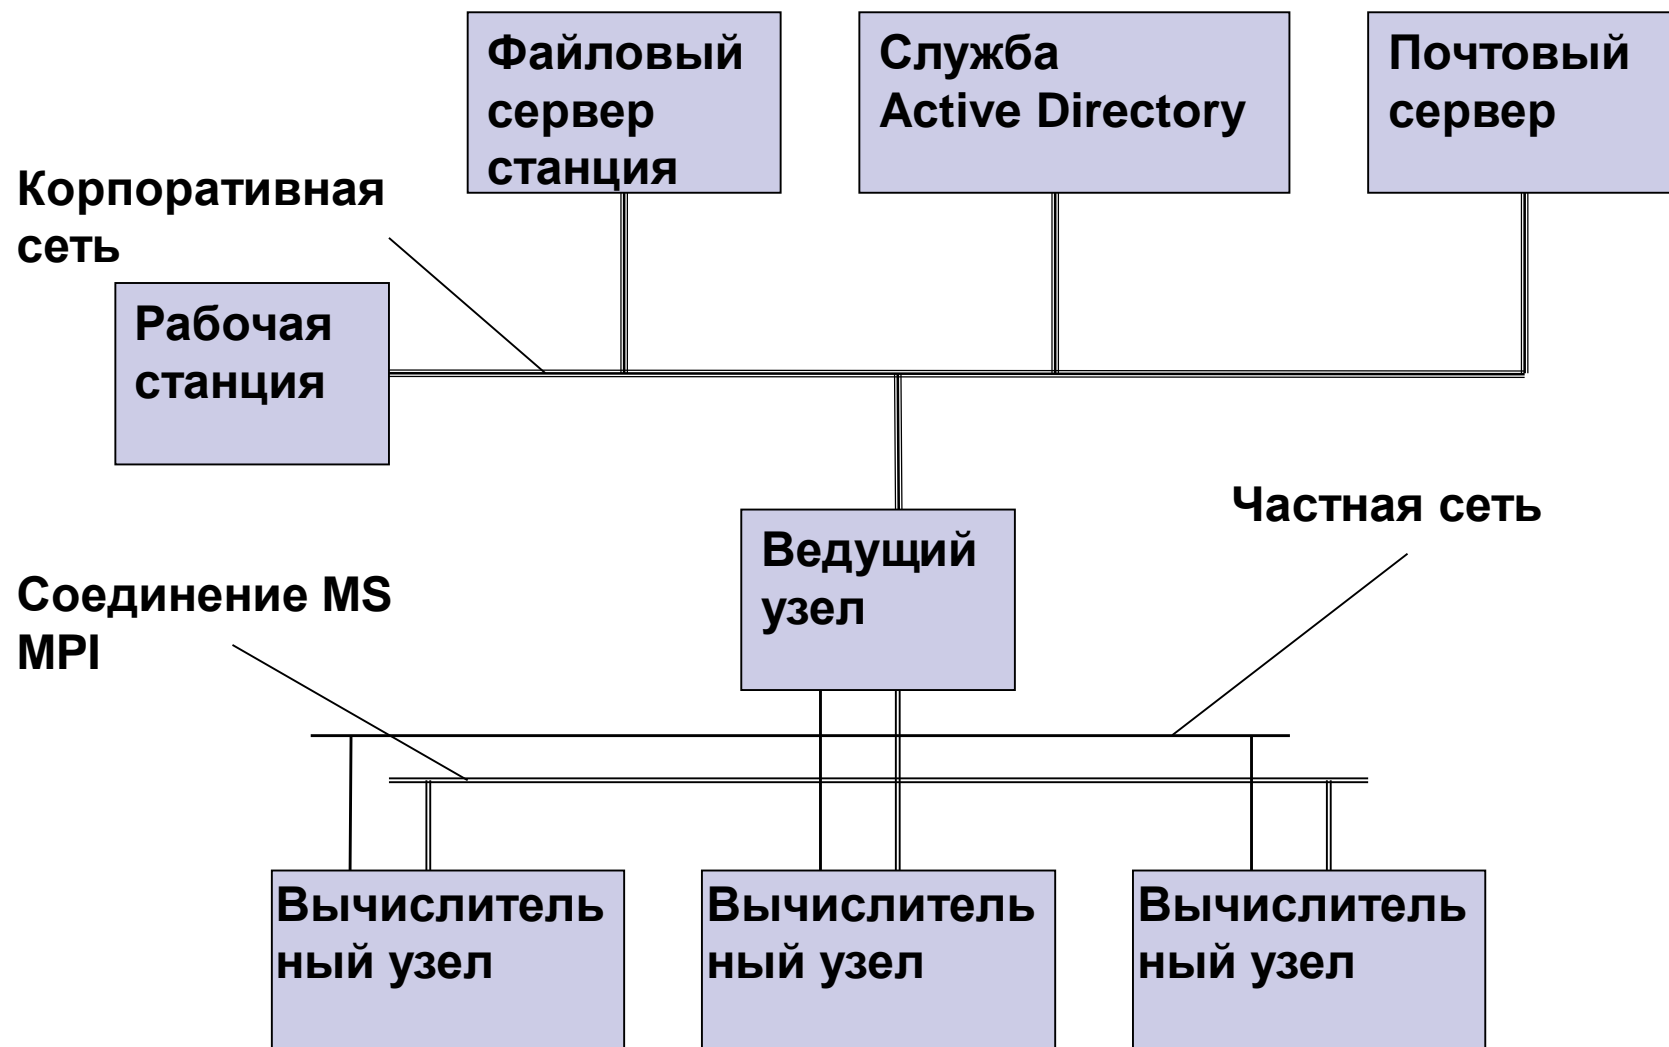 Файловый
сервер
станция
Служба
Active Directory
Почтовый
сервер
Корпоративная
сеть
Рабочая
станция
Частная сеть
Ведущий
узел
Соединение MS
MPI
Вычислитель
ный узел
Вычислитель
ный узел
Вычислитель
ный узел